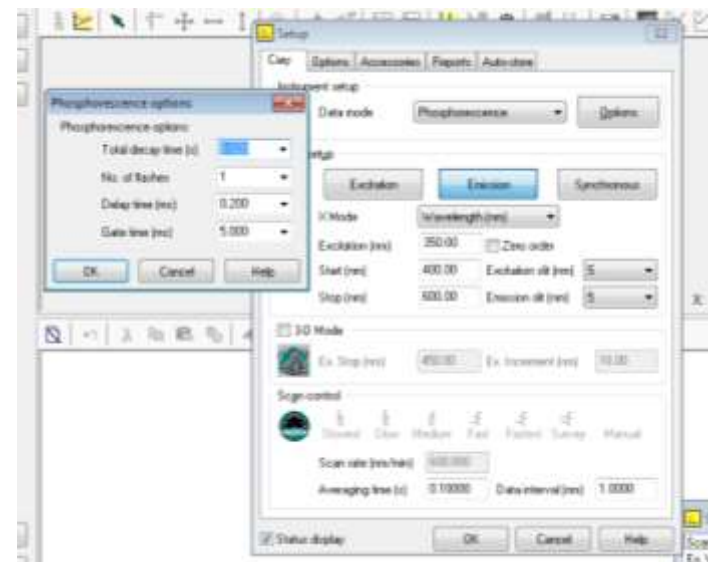 Setup
Cary Options Accessories Reports Auto-store
Instrument setup
Data mode Phosphorescence Options
Phosphorescence options
Phosphorescence options
Total decay time (s)
No. of flashes 1
Delay time (ms) 0.200
Gate time (ms) 5.000
OK Cancel Help
Excitation Emission Synchronous
X Mode Wavelength (nm)
Excitation (nm) 350.00 Zero order
Start (nm) 400.00 Excitation slit (nm) 5
Stop (nm) 600.00 Emission slit (nm) 5
3-D Mode
Ex. Stop (nm) 450.00 Ex. Increment (nm) 10.00
Scan control
Slowest Slow Medium Fast Fastest Survey Manual
Scan rate (nm/min) 600.000
Averaging time (s) 0.10000 Data interval (nm) 1.0000
Status display OK Cancel Help
X: